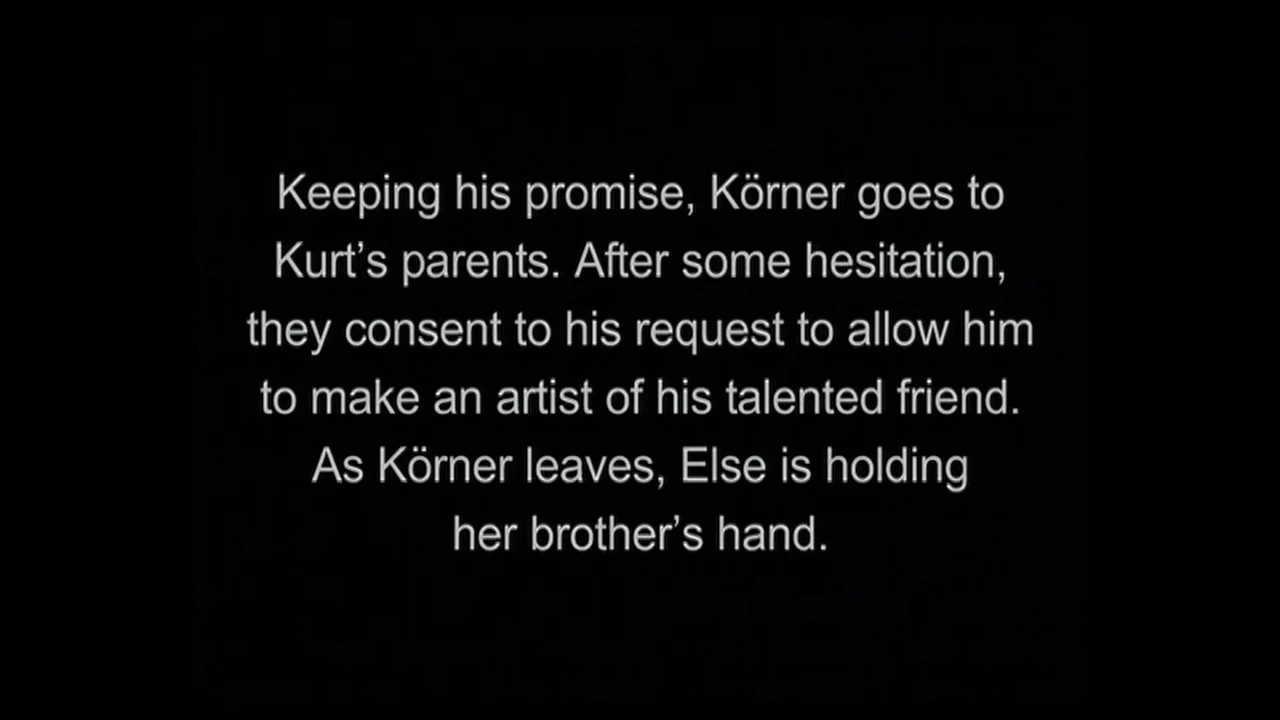 Keeping his promise, Körner goes to
Kurt’s parents. After some hesitation,
they consent to his request to allow him
to make an artist of his talented friend.
As Körner leaves, Else is holding
her brother’s hand.